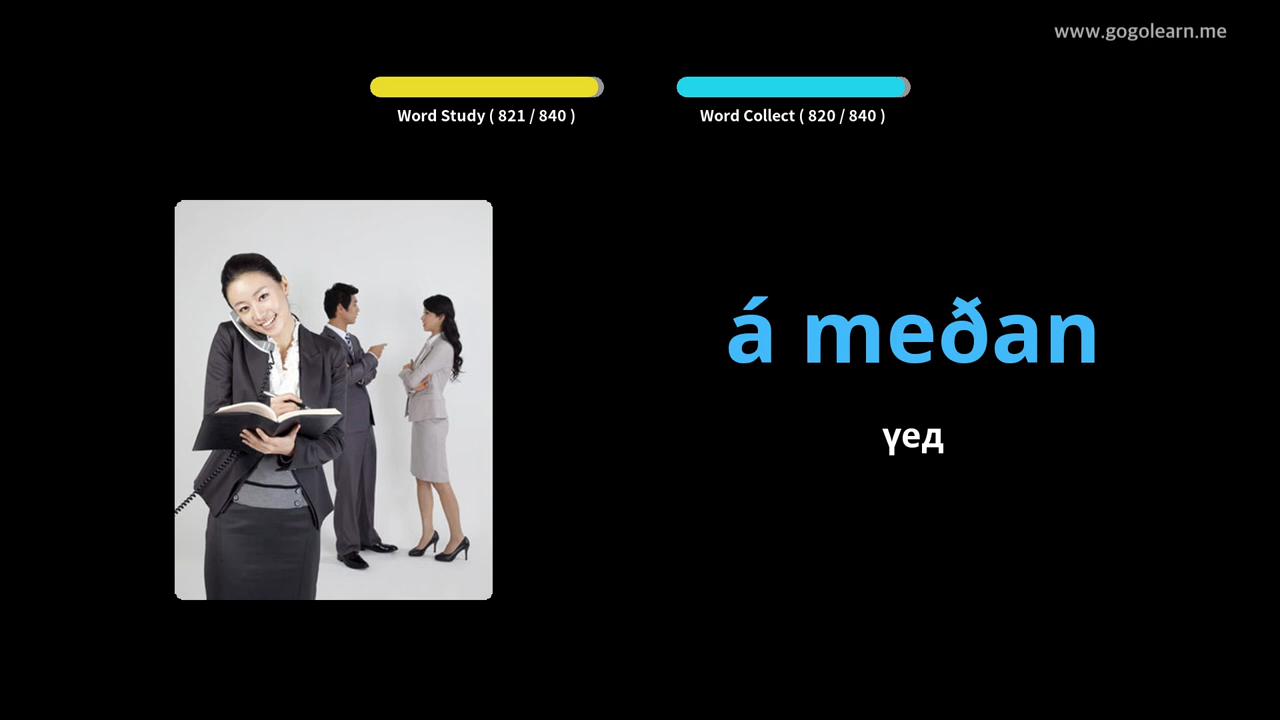 www.gogolearn.me
Word Study ( 821 / 840 )
Word Collect ( 820 / 840 )
á meðan
үед